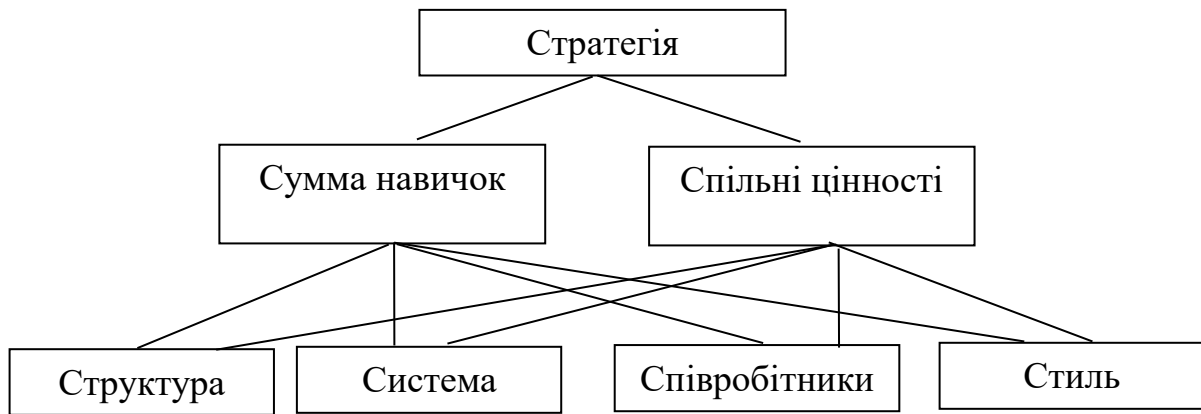 Стратегія
Сумма навичок
Спільні цінності
Структура
Система
Співробітники
Стиль